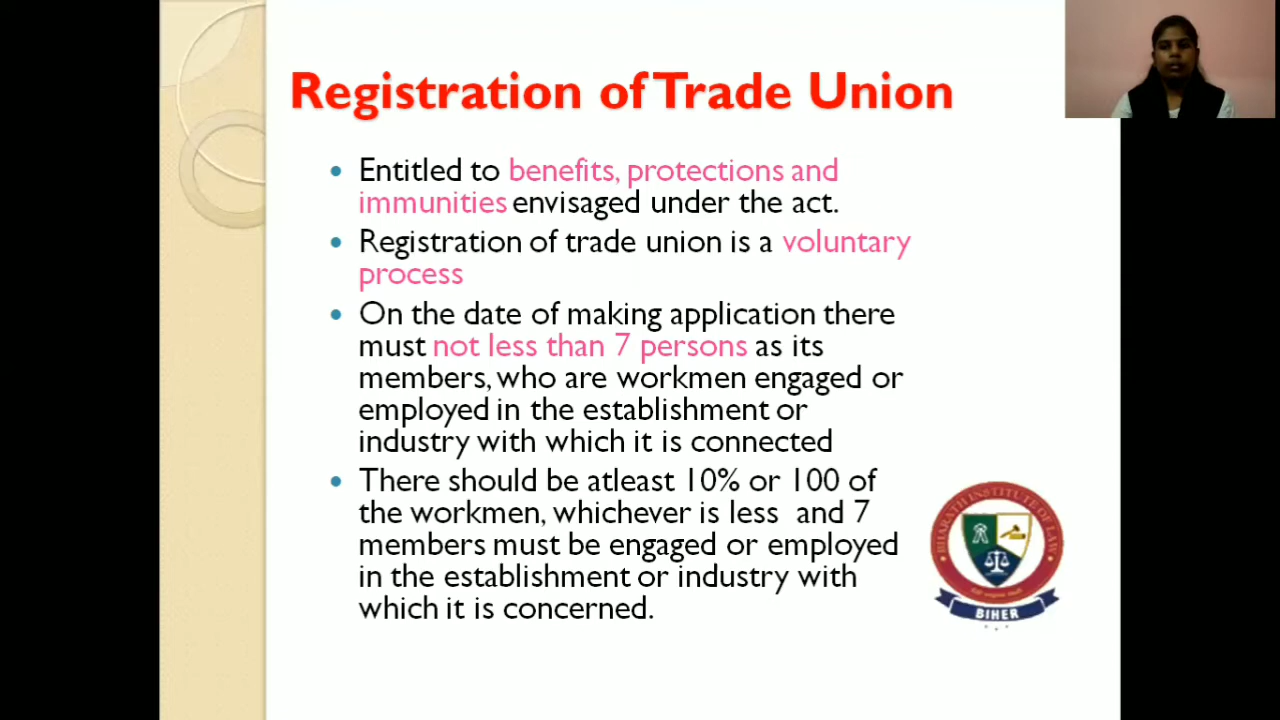 Registration of Trade Union
• Entitled to benefits, protections and
immunities envisaged under the act.
• Registration of trade union is a voluntary
process
• On the date of making application there
must not less than 7 persons as its
members, who are workmen engaged or
employed in the establishment or
industry with which it is connected
• There should be atleast 10% or 100 of
the workmen, whichever is less and 7
members must be engaged or employed
in the establishment or industry with
which it is concerned.
BHARATH INSTITUTE OF LAW
BIHER